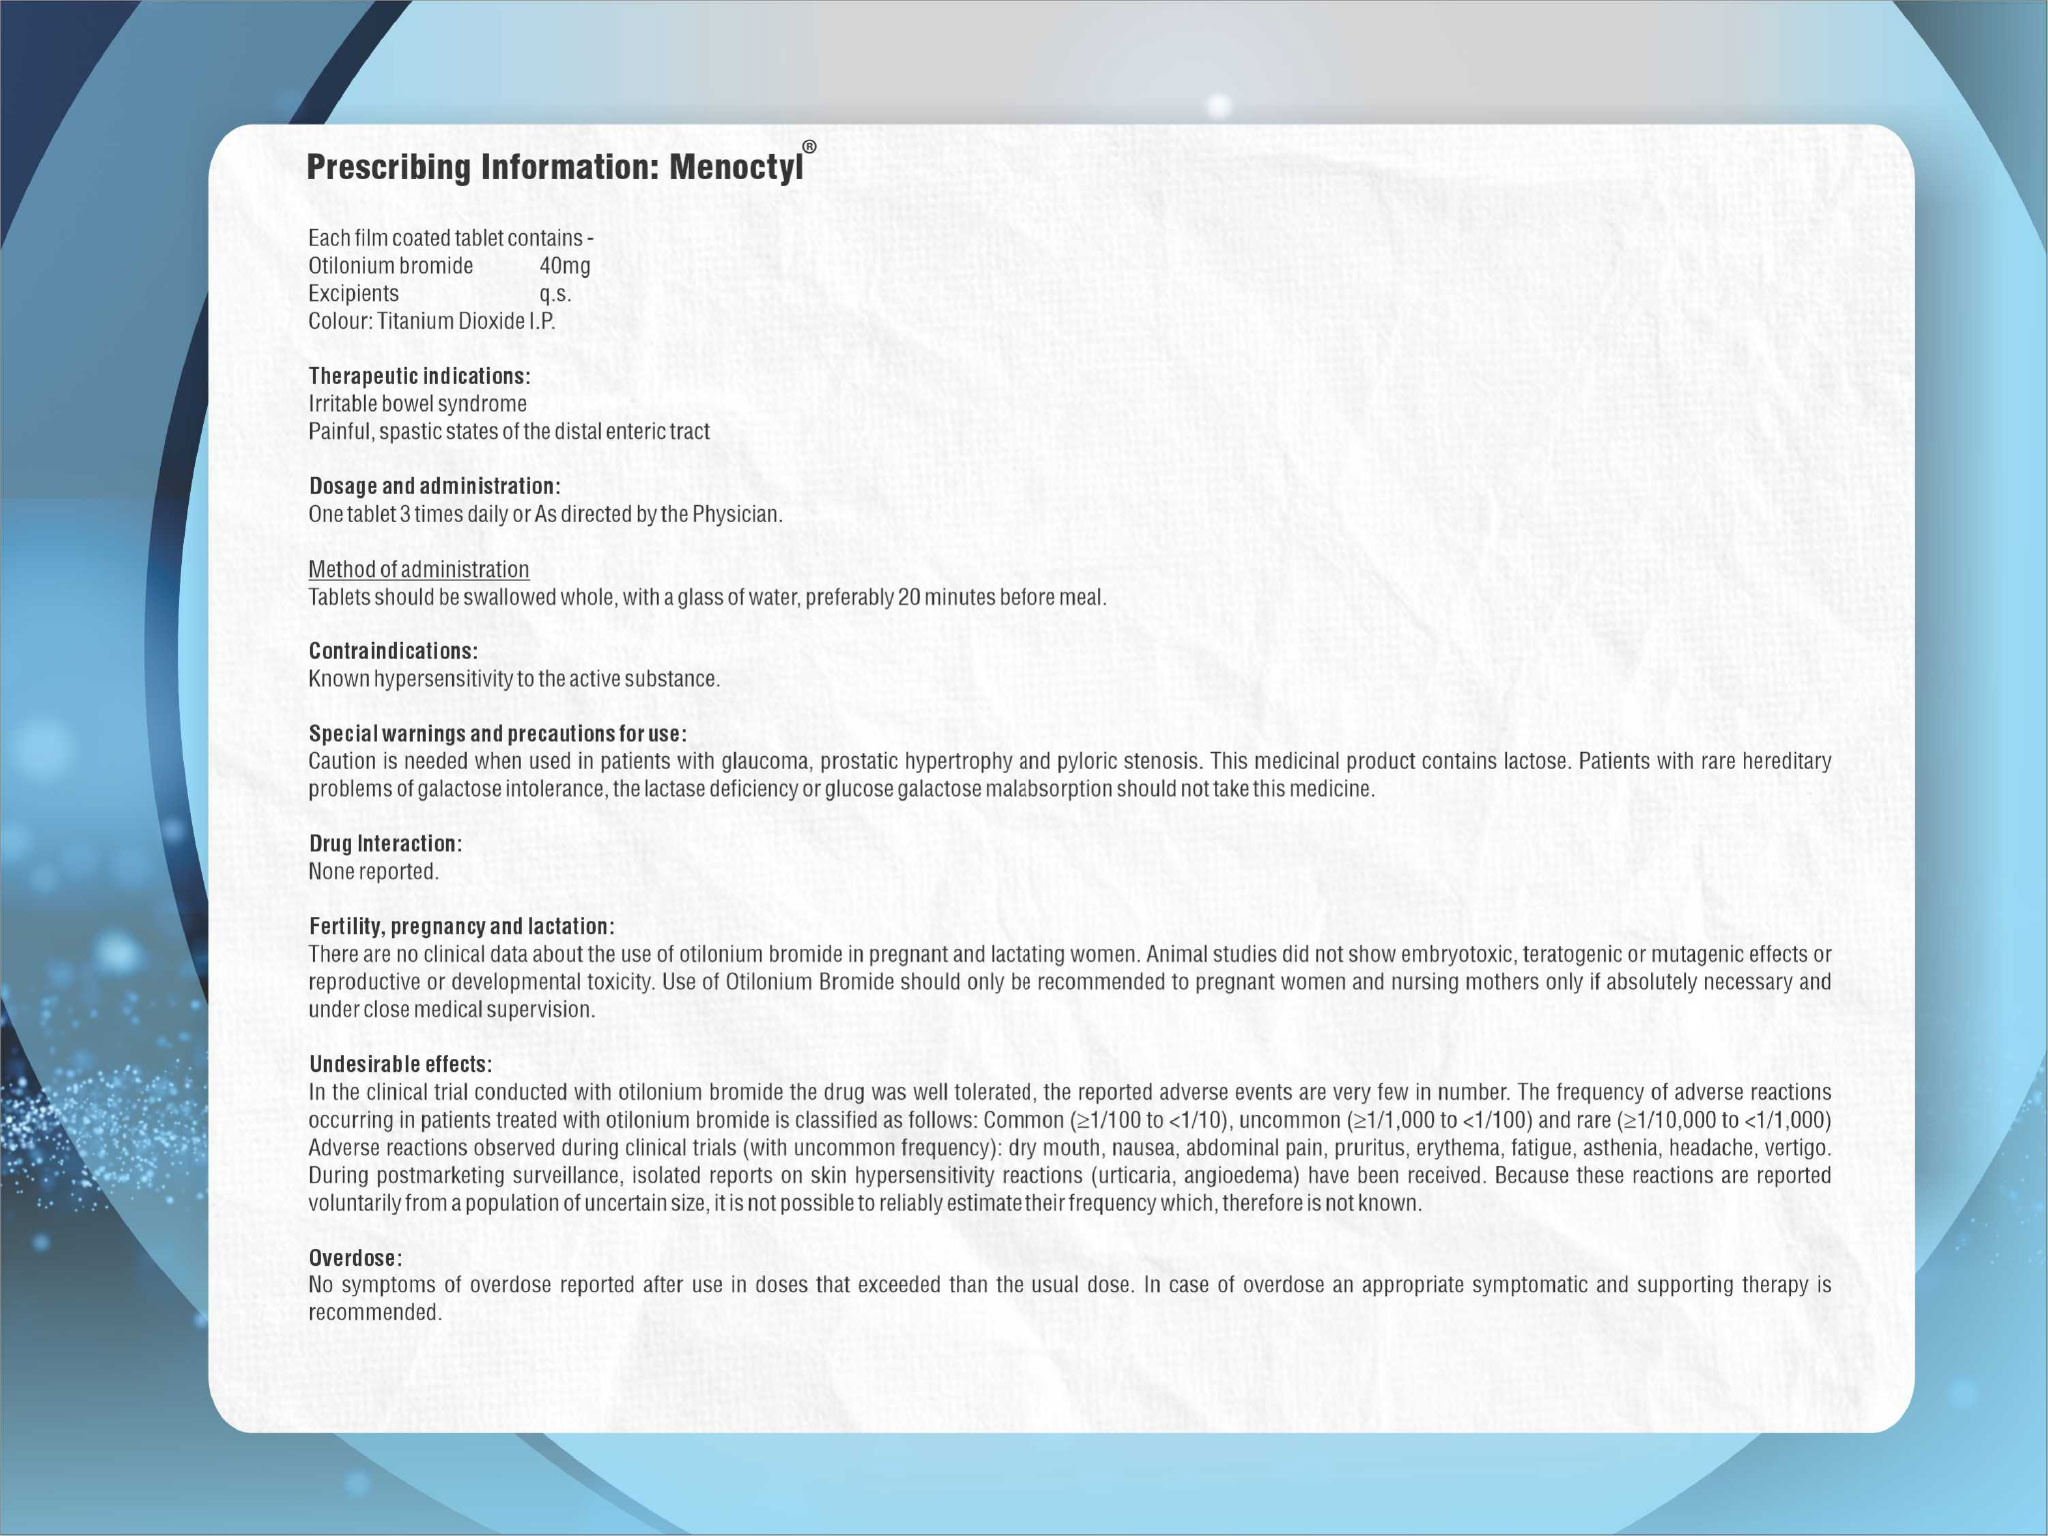 Prescribing Information: Menoctyl®
Each film coated tablet contains -
Otilonium bromide 40mg
Excipients q.s.
Colour: Titanium Dioxide I.P.
Therapeutic indications:
Irritable bowel syndrome
Painful, spastic states of the distal enteric tract
Dosage and administration:
One tablet 3 times daily or As directed by the Physician.
Method of administration
Tablets should be swallowed whole, with a glass of water, preferably 20 minutes before meal.
Contraindications:
Known hypersensitivity to the active substance.
Special warnings and precautions for use:
Caution is needed when used in patients with glaucoma, prostatic hypertrophy and pyloric stenosis. This medicinal product contains lactose. Patients with rare hereditary
problems of galactose intolerance, the lactase deficiency or glucose galactose malabsorption should not take this medicine.
Drug Interaction:
None reported.
Fertility, pregnancy and lactation:
There are no clinical data about the use of otilonium bromide in pregnant and lactating women. Animal studies did not show embryotoxic, teratogenic or mutagenic effects or
reproductive or developmental toxicity. Use of Otilonium Bromide should only be recommended to pregnant women and nursing mothers only if absolutely necessary and
under close medical supervision.
Undesirable effects:
In the clinical trial conducted with otilonium bromide the drug was well tolerated, the reported adverse events are very few in number. The frequency of adverse reactions
occurring in patients treated with otilonium bromide is classified as follows: Common (≥1/100 to <1/10), uncommon (≥1/1,000 to <1/100) and rare (≥1/10,000 to <1/1,000)
Adverse reactions observed during clinical trials (with uncommon frequency): dry mouth, nausea, abdominal pain, pruritus, erythema, fatigue, asthenia, headache, vertigo.
During postmarketing surveillance, isolated reports on skin hypersensitivity reactions (urticaria, angioedema) have been received. Because these reactions are reported
voluntarily from a population of uncertain size, it is not possible to reliably estimate their frequency which, therefore is not known.
Overdose:
No symptoms of overdose reported after use in doses that exceeded than the usual dose. In case of overdose an appropriate symptomatic and supporting therapy is
recommended.